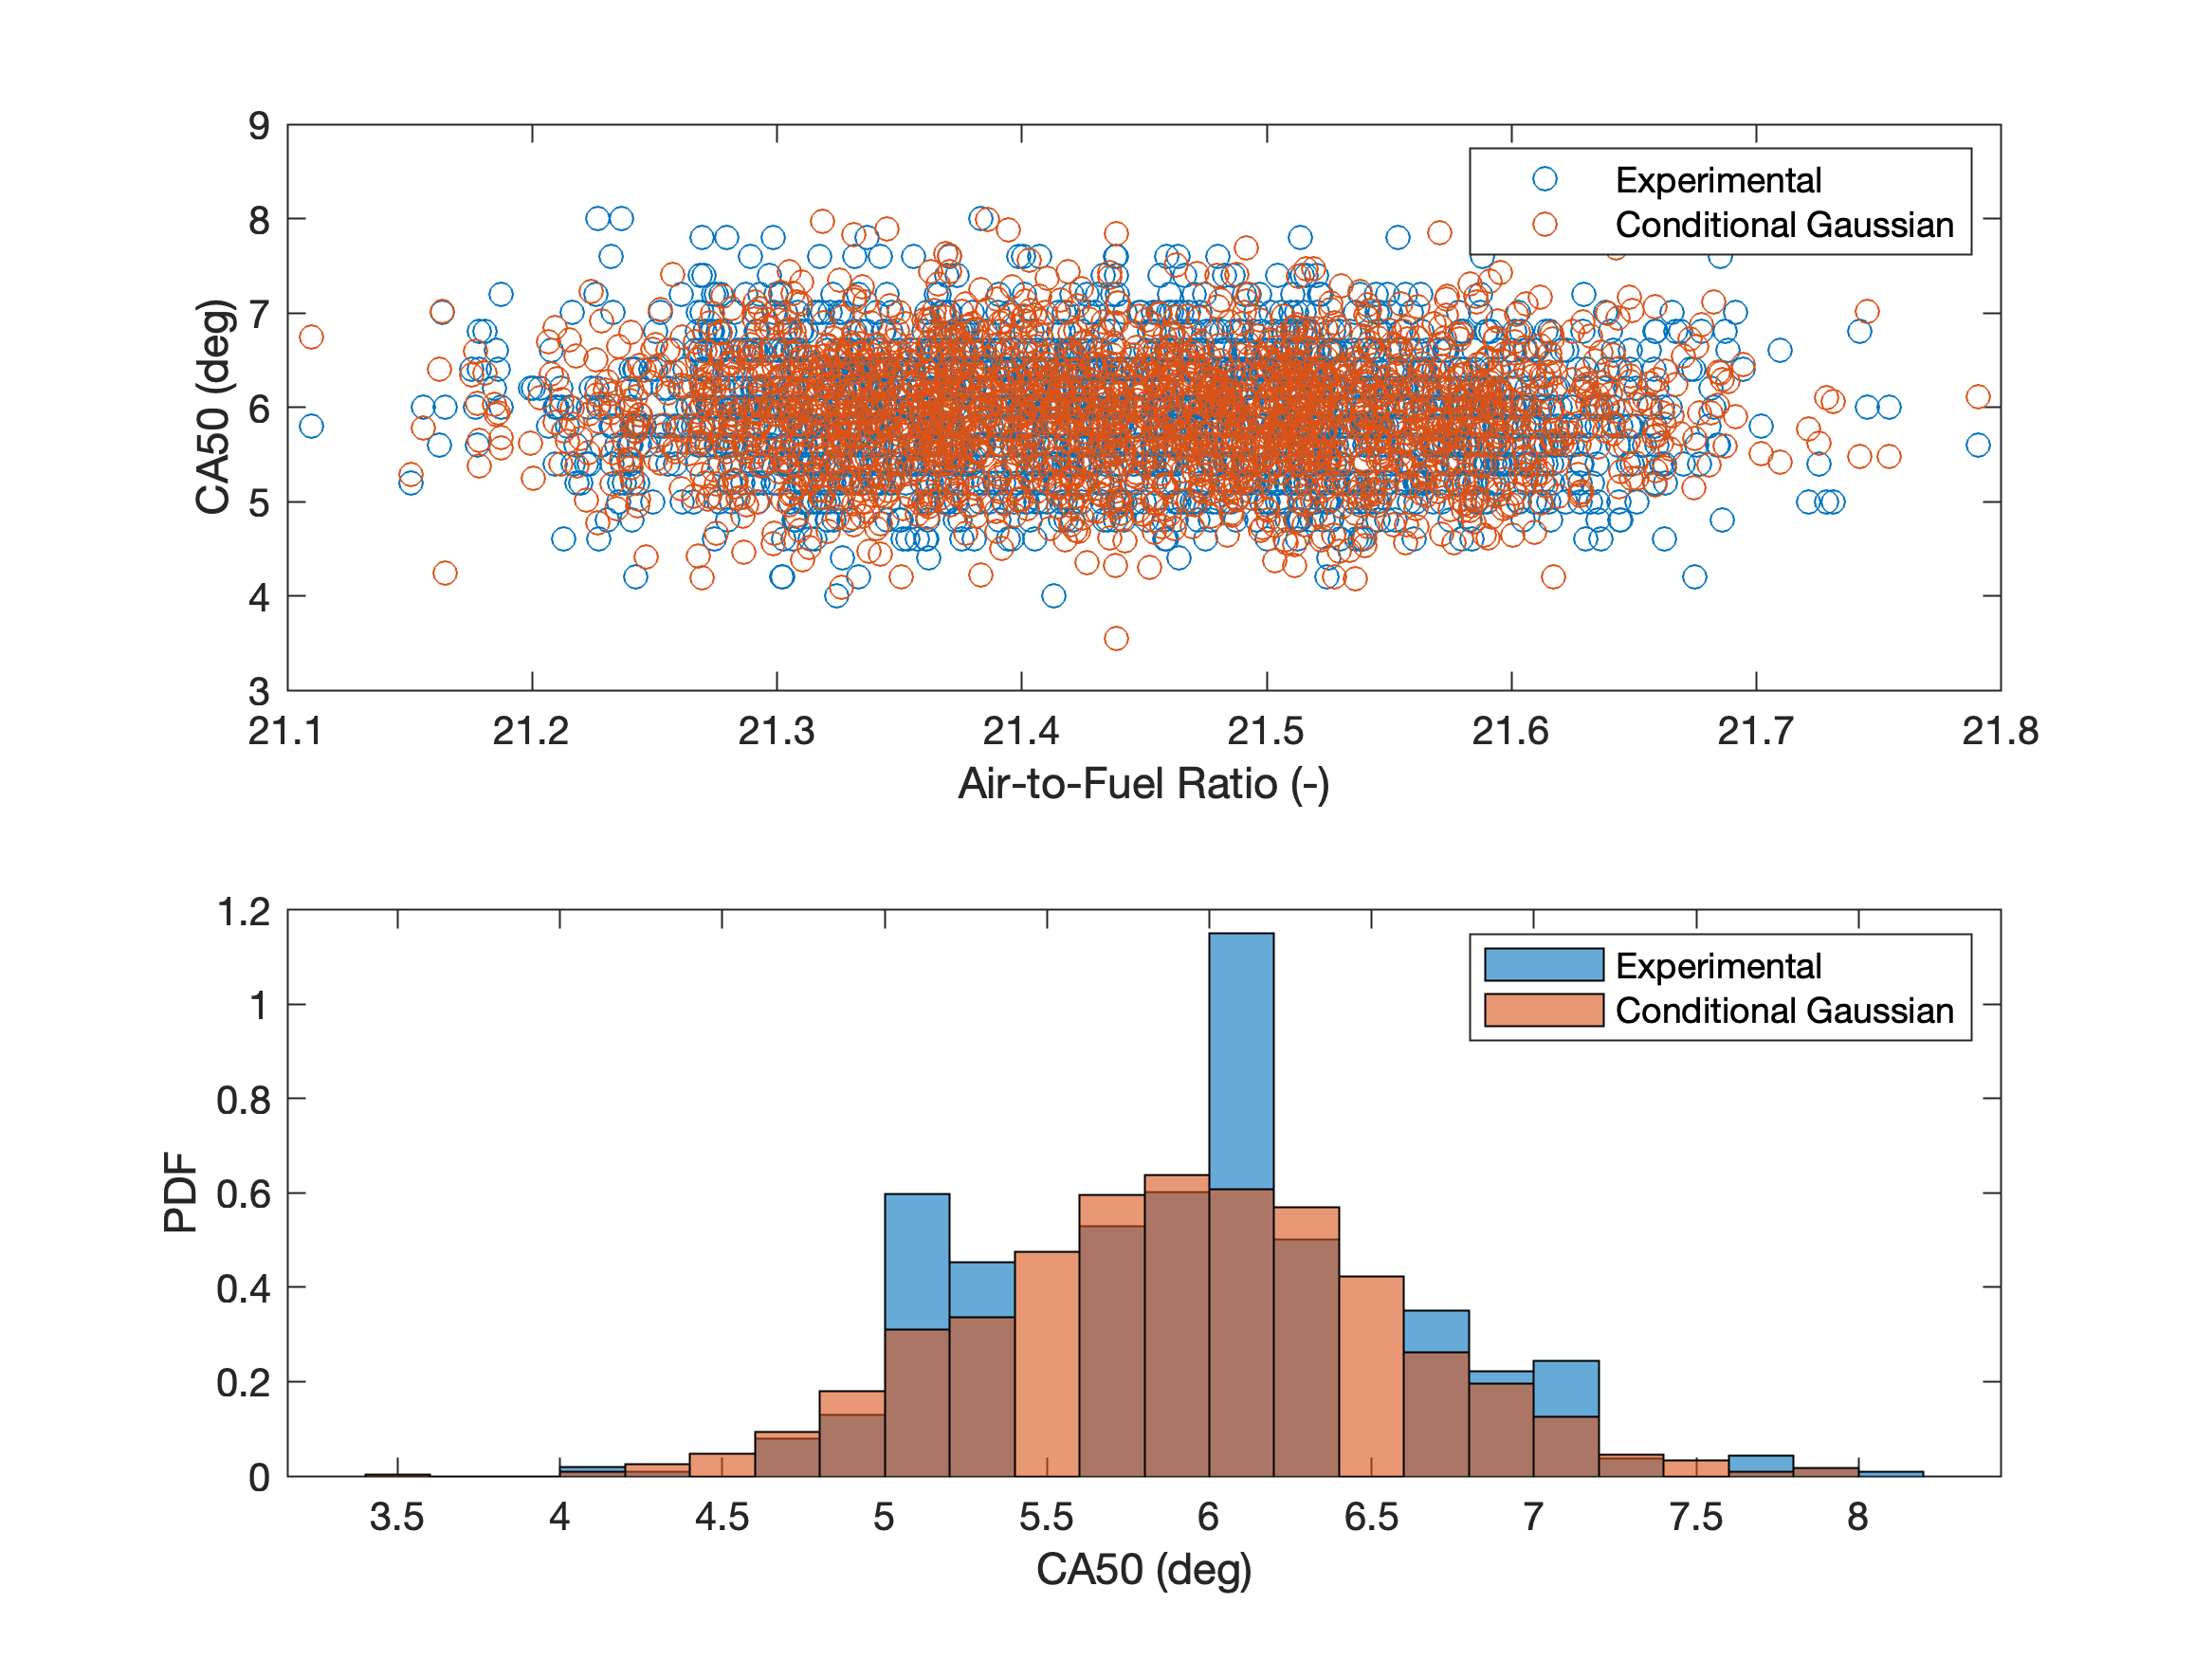 9
8
7
6
5
4
3
CA50 (deg)
Experimental
Conditional Gaussian
21.1 21.2 21.3 21.4 21.5 21.6 21.7 21.8
Air-to-Fuel Ratio (-)
1.2
1
0.8
0.6
0.4
0.2
0
PDF
Experimental
Conditional Gaussian
3.5 4 4.5 5 5.5 6 6.5 7 7.5 8
CA50 (deg)